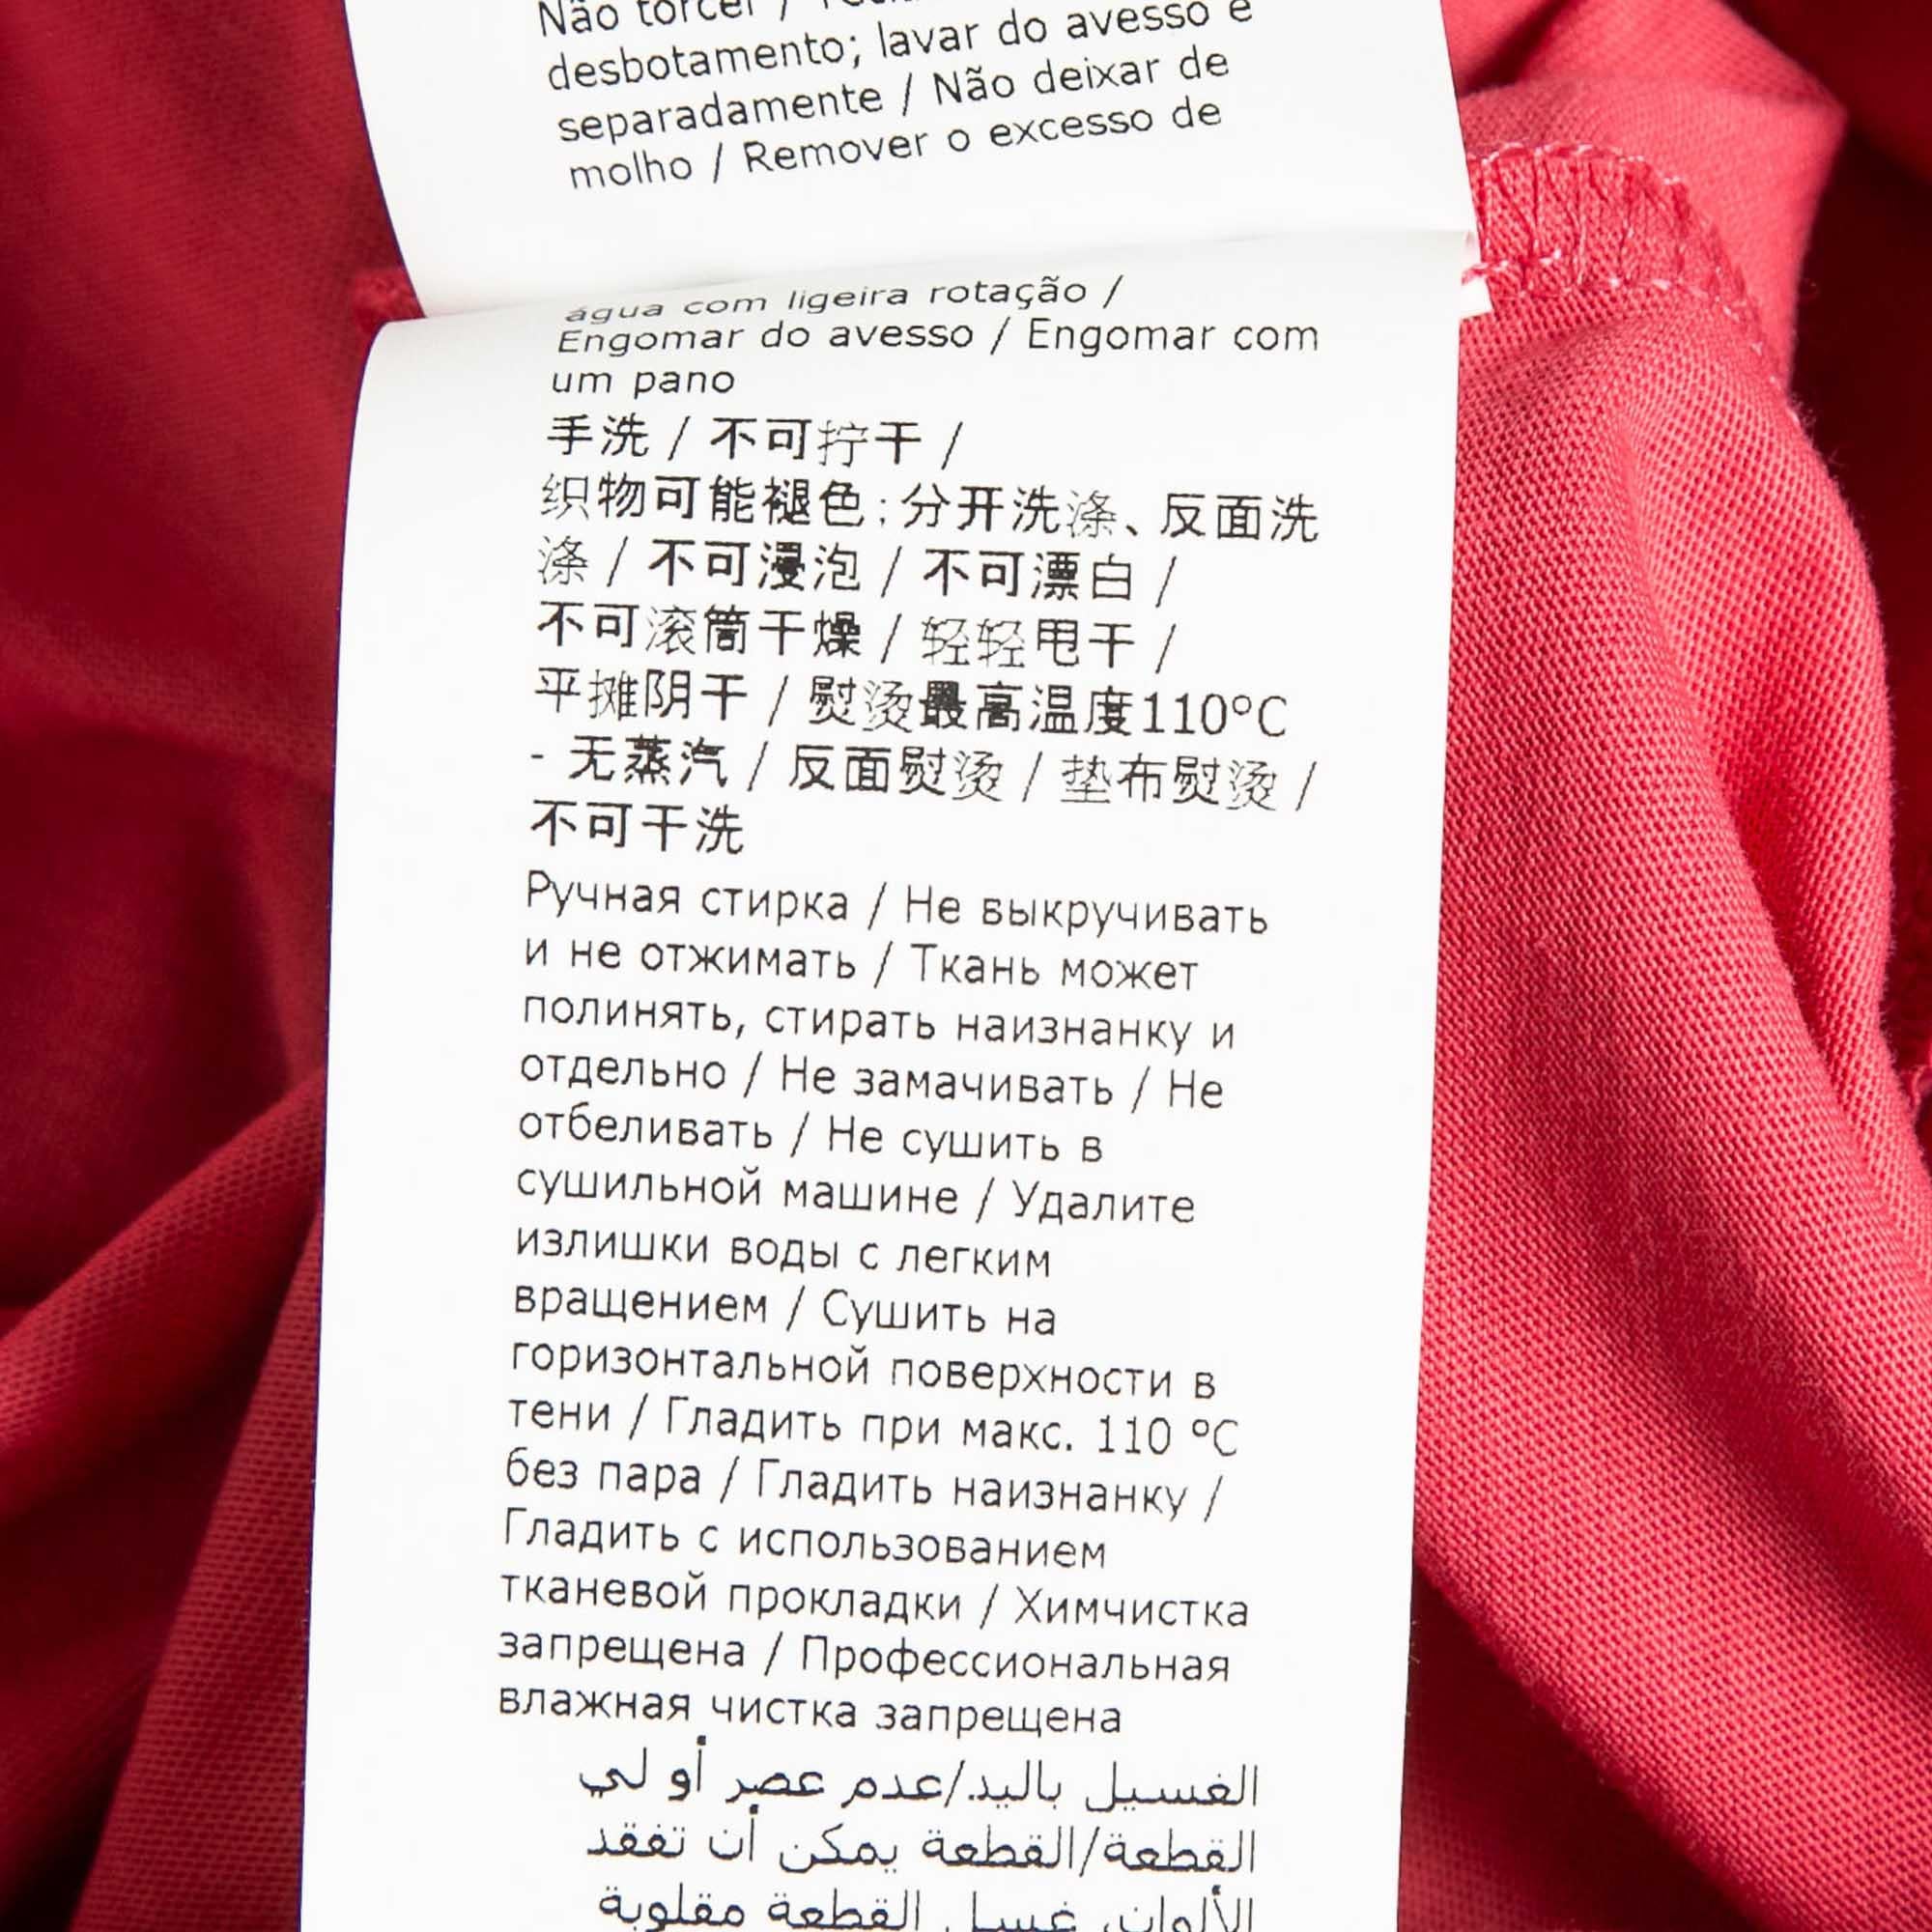 Não torcer /
desbotamento; lavar do avesso e
separadamente / Não deixar de
molho / Remover o excesso de
água com ligeira rotação /
Engomar do avesso / Engomar com
um pano
手洗 / 不可拧干 /
织物可能褪色;分开洗涤、反面洗
涤 / 不可浸泡 / 不可漂白 /
不可滚筒干燥 / 轻轻甩干 /
平摊阴干 / 熨烫最高温度110°C
- 无蒸汽 / 反面熨烫 / 垫布熨烫 /
不可干洗
Ручная стирка / Не выкручивать
и не отжимать / Ткань может
полинять, стирать наизнанку и
отдельно / Не замачивать / Не
отбеливать / Не сушить в
сушильной машине / Удалите
излишки воды с легким
вращением / Сушить на
горизонтальной поверхности в
тени / Гладить при макс. 110 °C
без пара / Гладить наизнанку /
Гладить с использованием
тканевой прокладки / Химчистка
запрещена / Профессиональная
влажная чистка запрещена
الغسيل باليد./عدم عصر أو لي
القطعة/القطعة يمكن أن تفقد
الألوان, غسل القطعة مقلوبة